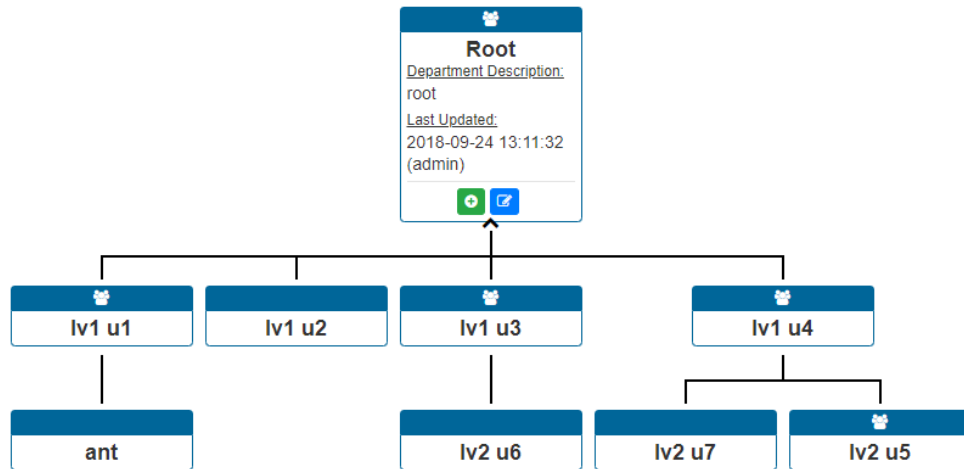 Root
Department Description:
root
Last Updated:
2018-09-24 13:11:32
(admin)
lv1 u1
lv1 u2
lv1 u3
lv1 u4
ant
lv2 u6
lv2 u7
lv2 u5